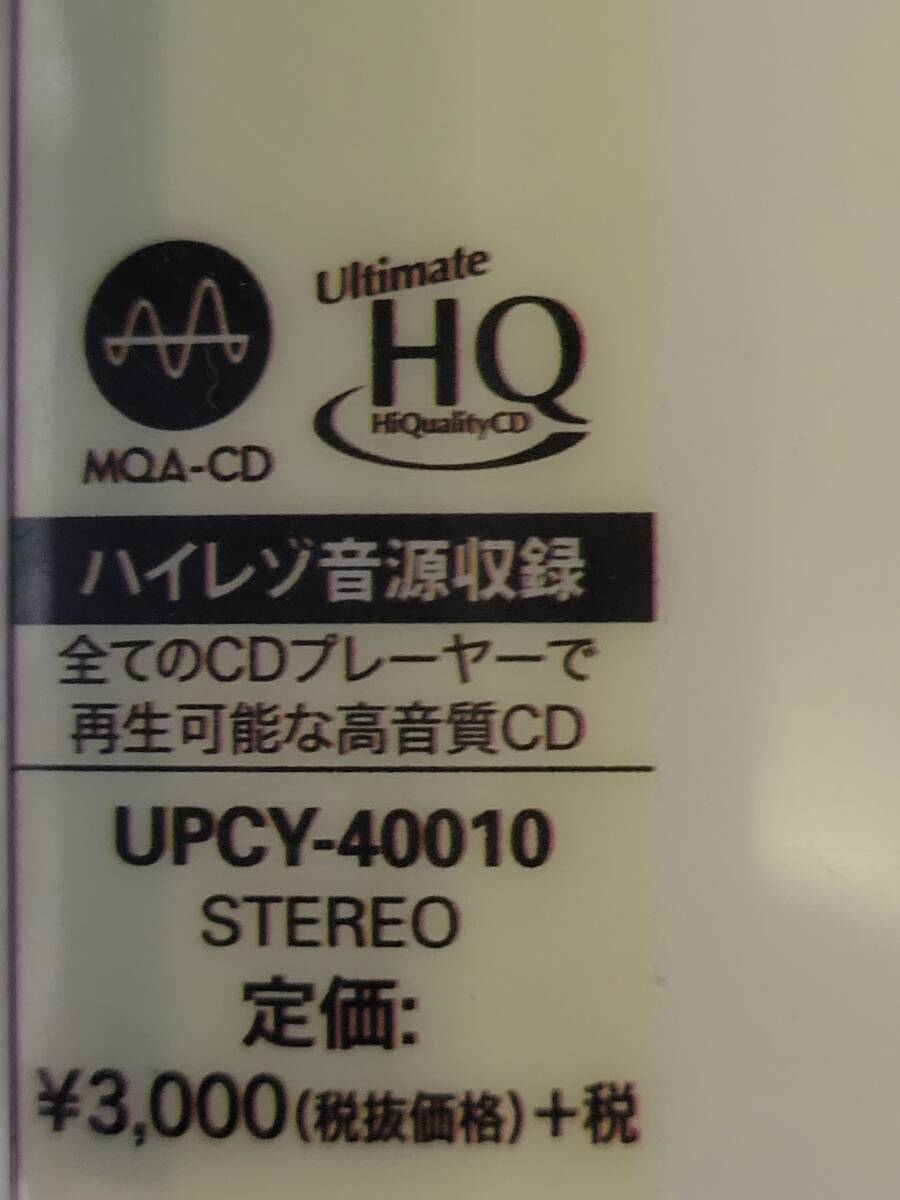 MQA-CD
Ultimate
HQ
HiQualityCD
ハイレゾ音源収録
全てのCDプレーヤーで
再生可能な高音質CD
UPCY-40010
STEREO
定価:
¥3,000(税抜価格)+税